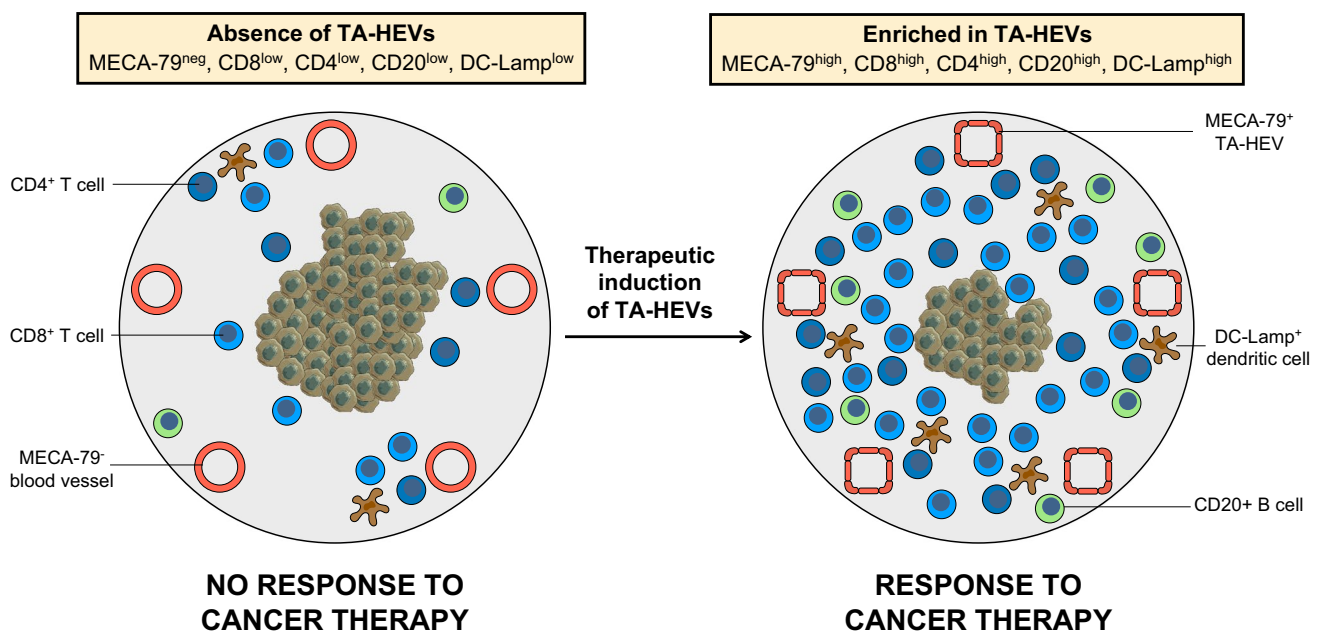 Absence of TA-HEVs
MECA-79ⁿᵉᵍ, CD8ˡᵒʷ, CD4ˡᵒʷ, CD20ˡᵒʷ, DC-Lampˡᵒʷ
Enriched in TA-HEVs
MECA-79ʰⁱᵍʰ, CD8ʰⁱᵍʰ, CD4ʰⁱᵍʰ, CD20ʰⁱᵍʰ, DC-Lampʰⁱᵍʰ
CD4⁺ T cell
CD8⁺ T cell
MECA-79⁻
blood vessel
Therapeutic
induction
of TA-HEVs
MECA-79⁺
TA-HEV
DC-Lamp⁺
dendritic cell
CD20+ B cell
NO RESPONSE TO
CANCER THERAPY
RESPONSE TO
CANCER THERAPY